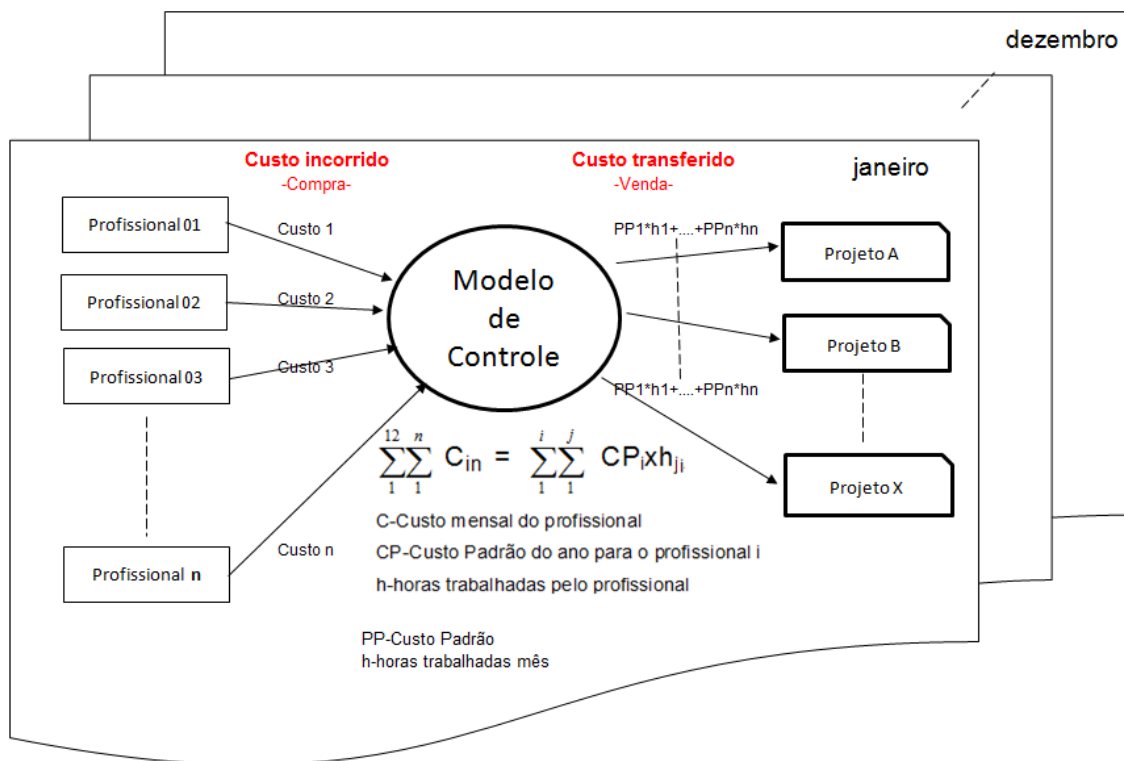 dezembro
janeiro
Custo incorrido
-Compra-
Custo transferido
-Venda-
Profissional 01
Custo 1
Profissional 02
Custo 2
Profissional 03
Custo 3
Profissional n
Custo n
Modelo
de
Controle
PP1*h1+....+PPn*hn
PP1*h1+....+PPn*hn
Projeto A
Projeto B
Projeto X
12 n i j
∑∑ Cin = ∑∑ CPixhji
1 1 1 1
C-Custo mensal do profissional
CP-Custo Padrão do ano para o profissional i
h-horas trabalhadas pelo profissional
PP-Custo Padrão
h-horas trabalhadas mês